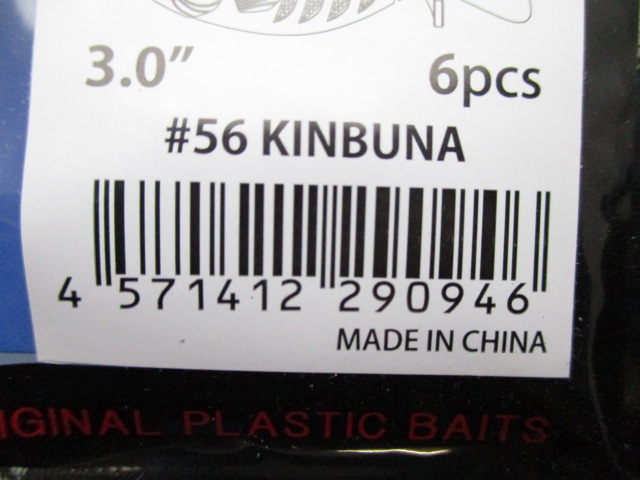 3.0” 6pcs
#56 KINBUNA
4 571412 290946
MADE IN CHINA
IGINAL PLASTIC BAITS